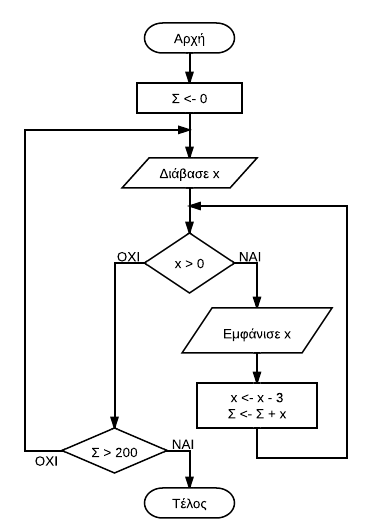 Αρχή
Σ <- 0
Διάβασε x
x > 0
ΟΧΙ
ΝΑΙ
Εμφάνισε x
x <- x - 3
Σ <- Σ + x
Σ > 200
ΟΧΙ
ΝΑΙ
Τέλος